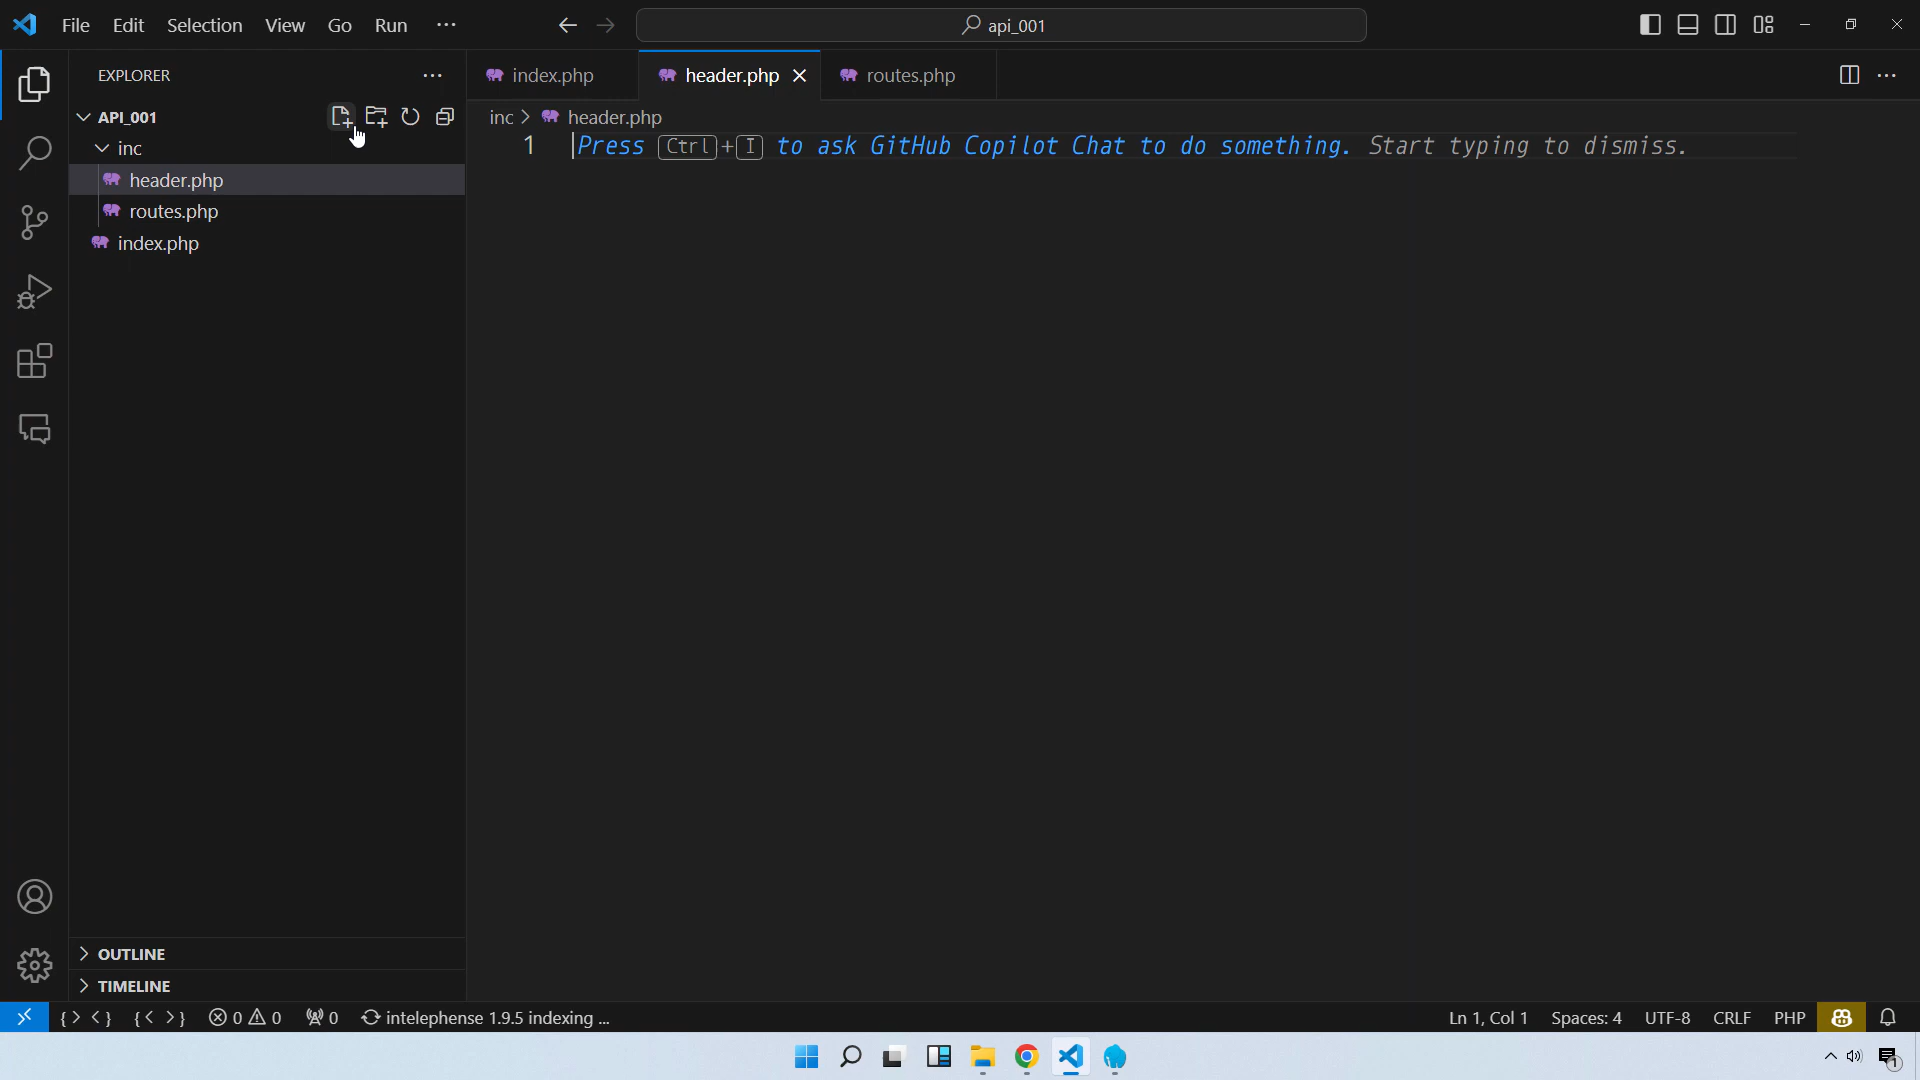 File Edit Selection View Go Run ···
api_001
EXPLORER ···
index.php header.php routes.php ···
API_001
inc
header.php
routes.php
index.php
inc > header.php
1 Press Ctrl+I to ask GitHub Copilot Chat to do something. Start typing to dismiss.
OUTLINE
TIMELINE
{> <} {< >} 0 0 0 intelephense 1.9.5 indexing ... Ln 1, Col 1 Spaces: 4 UTF-8 CRLF PHP
1